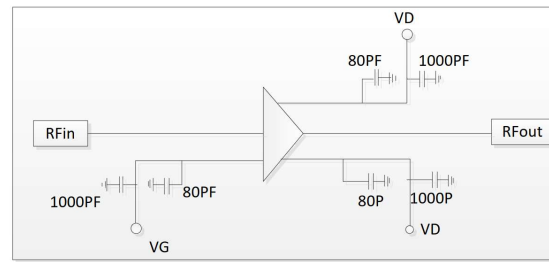 VD
80PF 1000PF
RFin
RFout
1000PF 80PF
80P 1000P
VG
VD